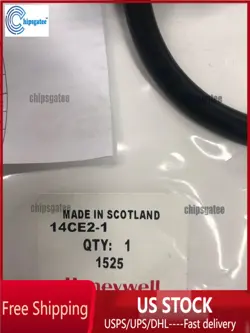 Chipsgate
chipsgatee
chipsgatee
chipsgatee
MADE IN SCOTLAND
14CE2-1
QTY: 1
1525
Honeywell
Free Shipping
US STOCK
USPS/UPS/DHL----Fast delivery